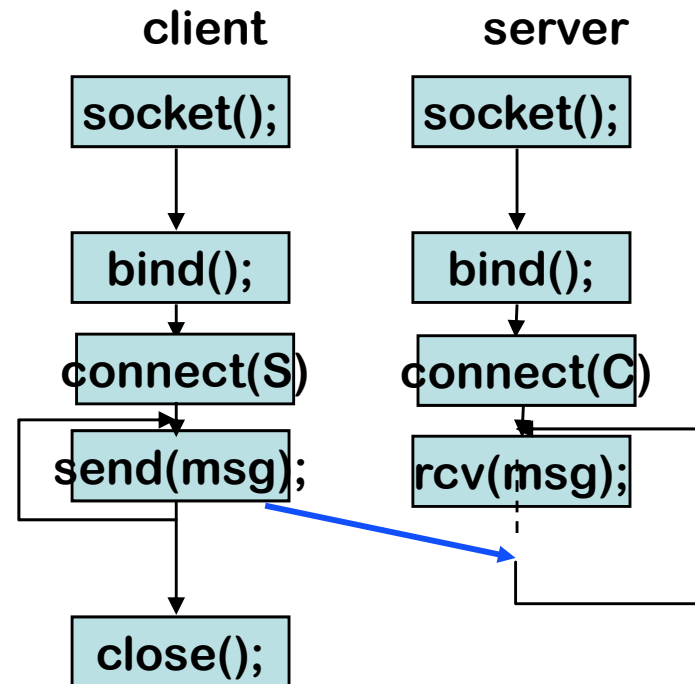 client
server
socket();
socket();
bind();
bind();
connect(S)
connect(C)
send(msg);
rcv(msg);
close();